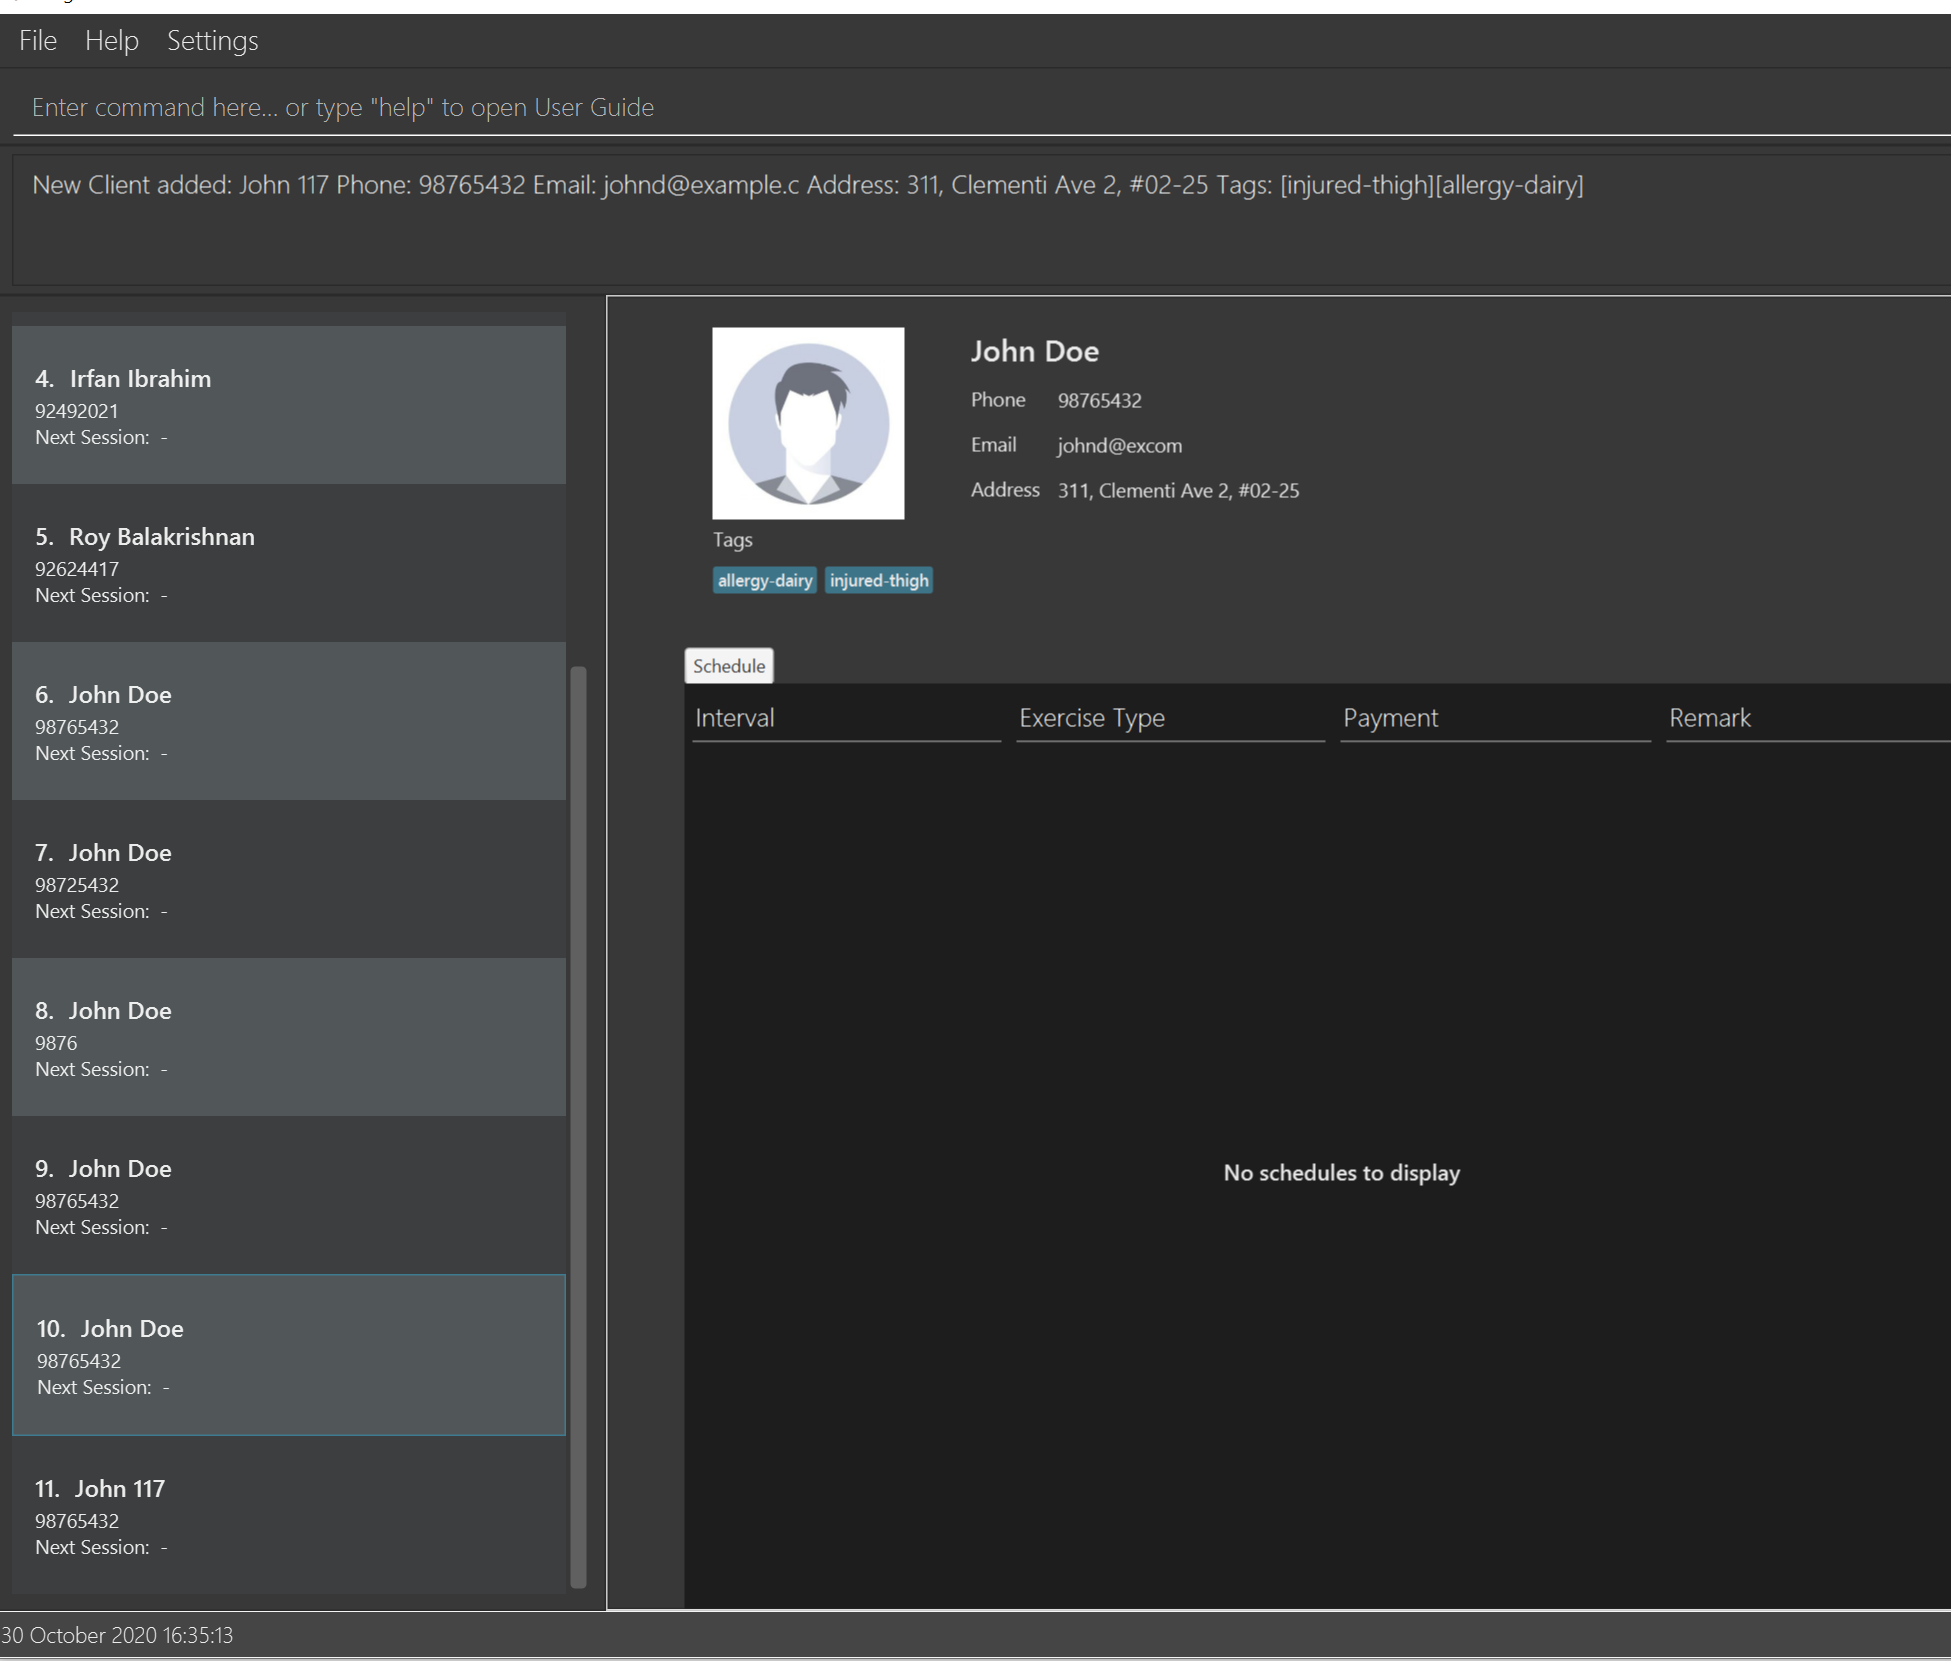 File Help Settings
Enter command here... or type "help" to open User Guide
New Client added: John 117 Phone: 98765432 Email: johnd@example.c Address: 311, Clementi Ave 2, #02-25 Tags: [injured-thigh][allergy-dairy]
4. Irfan Ibrahim
92492021
Next Session: -
5. Roy Balakrishnan
92624417
Next Session: -
6. John Doe
98765432
Next Session: -
7. John Doe
98725432
Next Session: -
8. John Doe
9876
Next Session: -
9. John Doe
98765432
Next Session: -
10. John Doe
98765432
Next Session: -
11. John 117
98765432
Next Session: -
John Doe
Phone 98765432
Email johnd@excom
Address 311, Clementi Ave 2, #02-25
Tags
allergy-dairy injured-thigh
Schedule
Interval Exercise Type Payment Remark
No schedules to display
30 October 2020 16:35:13